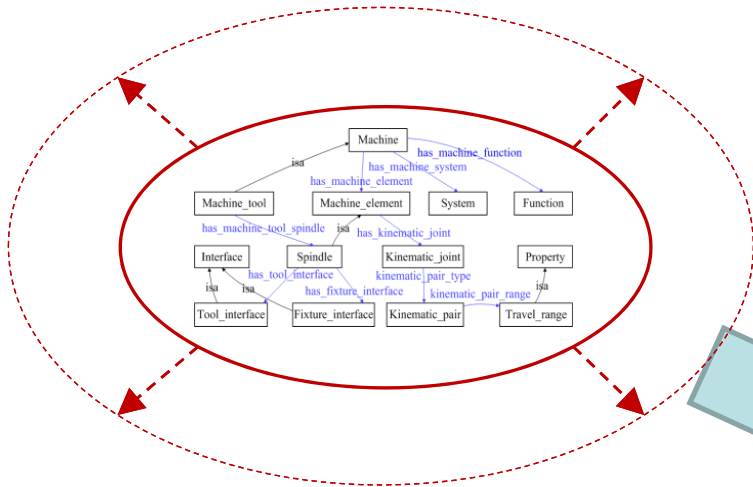 Machine
has_machine_function
isa
has_machine_system
has_machine_element
Machine_tool
Machine_element
System
Function
has_machine_tool_spindle
isa
has_kinematic_joint
Interface
Spindle
Kinematic_joint
Property
has_tool_interface
kinematic_pair_type
isa
isa
has_fixture_interface
kinematic_pair_range
isa
Tool_interface
Fixture_interface
Kinematic_pair
Travel_range